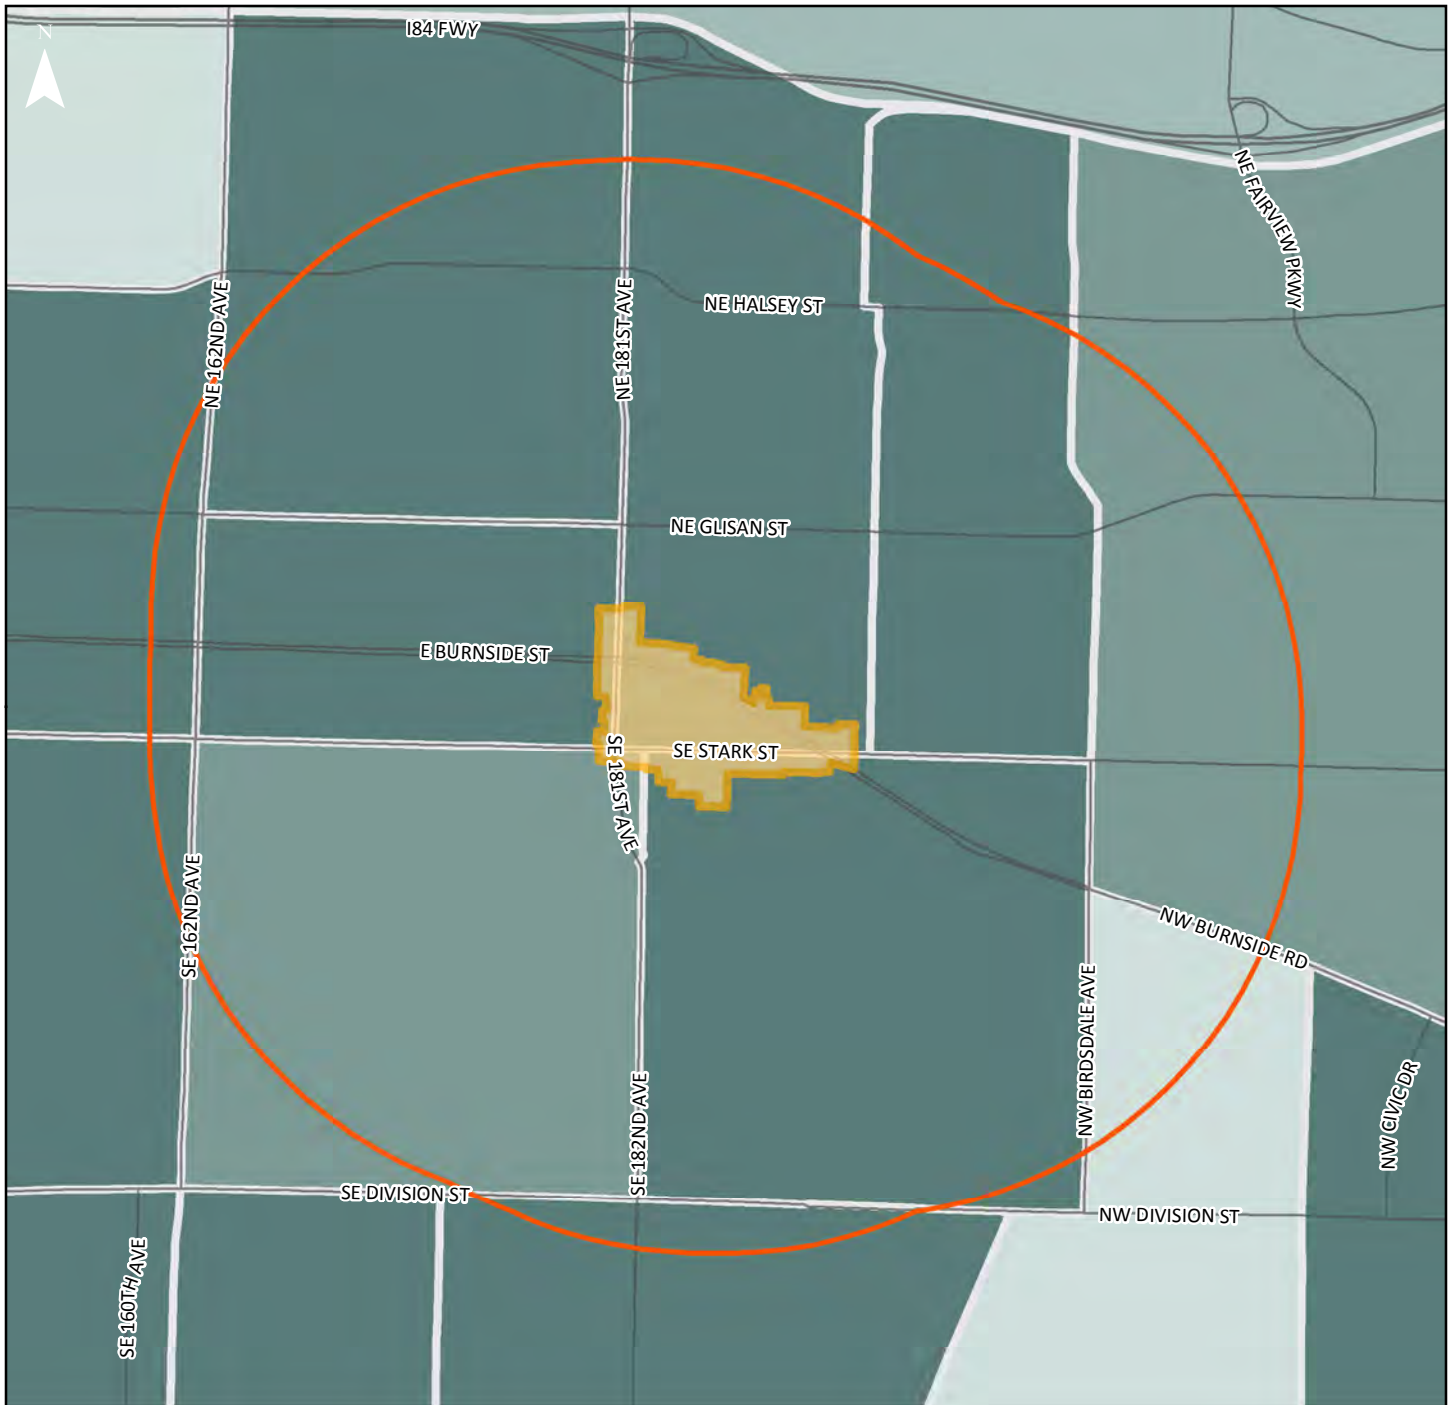 I84 FWY
N
NE FAIRVIEW PKWY
NE 162ND AVE
NE 181ST AVE
NE HALSEY ST
NE GLISAN ST
E BURNSIDE ST
SE 181ST AVE
SE STARK ST
SE 162ND AVE
NW BURNSIDE RD
NW BIRDSDALE AVE
SE 182ND AVE
NW CIVIC DR
SE DIVISION ST
NW DIVISION ST
SE 160TH AVE